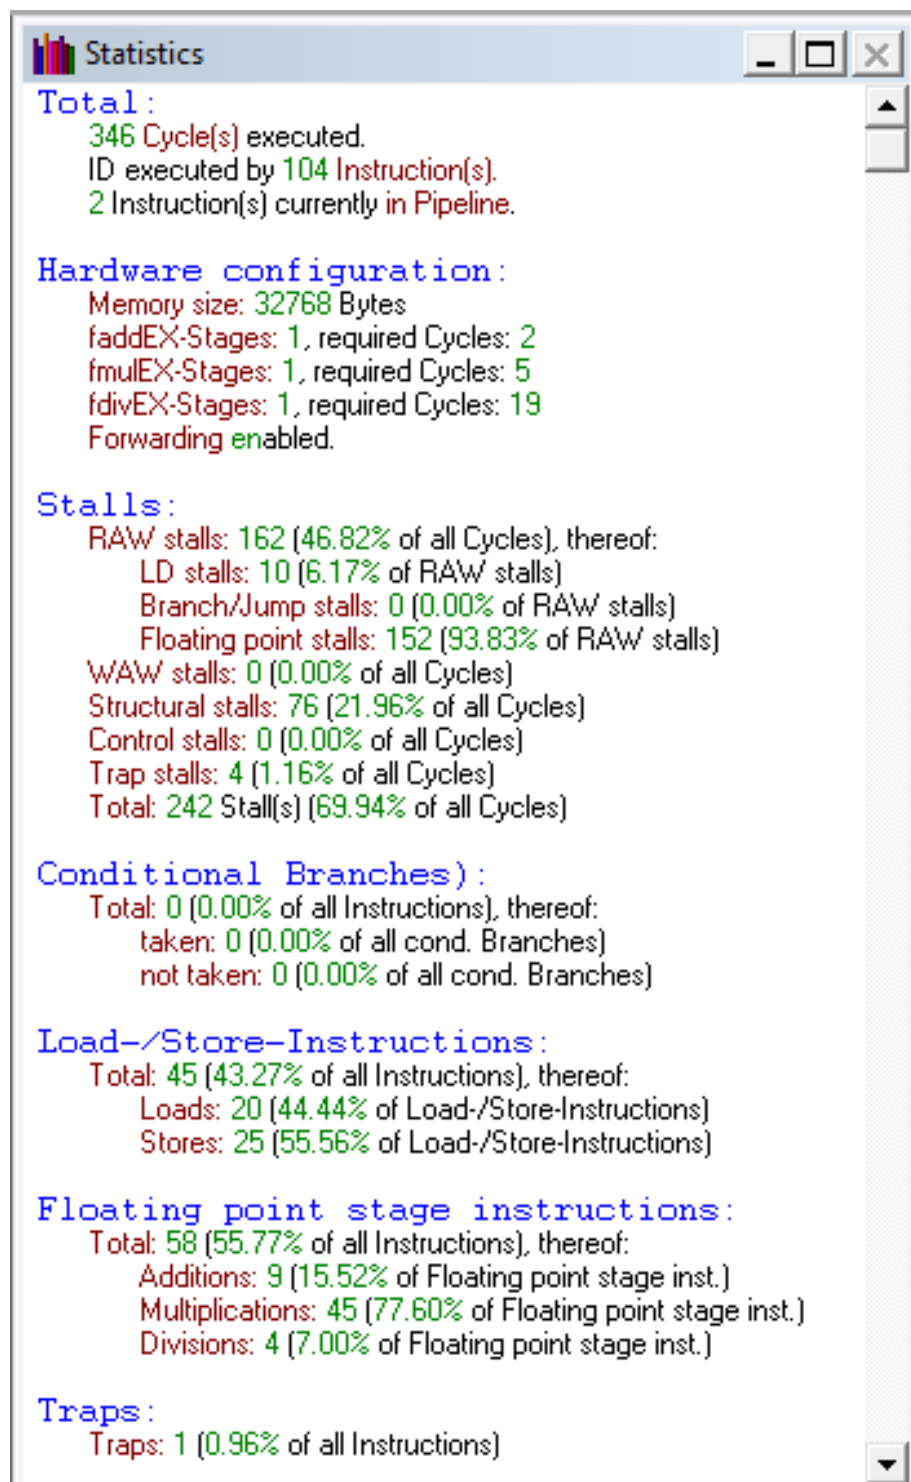 Statistics
Total:
346 Cycle(s) executed.
ID executed by 104 Instruction(s).
2 Instruction(s) currently in Pipeline.
Hardware configuration:
Memory size: 32768 Bytes
faddEX-Stages: 1, required Cycles: 2
fmulEX-Stages: 1, required Cycles: 5
fdivEX-Stages: 1, required Cycles: 19
Forwarding enabled.
Stalls:
RAW stalls: 162 (46.82% of all Cycles), thereof:
LD stalls: 10 (6.17% of RAW stalls)
Branch/Jump stalls: 0 (0.00% of RAW stalls)
Floating point stalls: 152 (93.83% of RAW stalls)
WAW stalls: 0 (0.00% of all Cycles)
Structural stalls: 76 (21.96% of all Cycles)
Control stalls: 0 (0.00% of all Cycles)
Trap stalls: 4 (1.16% of all Cycles)
Total: 242 Stall(s) (69.94% of all Cycles)
Conditional Branches):
Total: 0 (0.00% of all Instructions), thereof:
taken: 0 (0.00% of all cond. Branches)
not taken: 0 (0.00% of all cond. Branches)
Load-/Store-Instructions:
Total: 45 (43.27% of all Instructions), thereof:
Loads: 20 (44.44% of Load-/Store-Instructions)
Stores: 25 (55.56% of Load-/Store-Instructions)
Floating point stage instructions:
Total: 58 (55.77% of all Instructions), thereof:
Additions: 9 (15.52% of Floating point stage inst.)
Multiplications: 45 (77.60% of Floating point stage inst.)
Divisions: 4 (7.00% of Floating point stage inst.)
Traps:
Traps: 1 (0.96% of all Instructions)